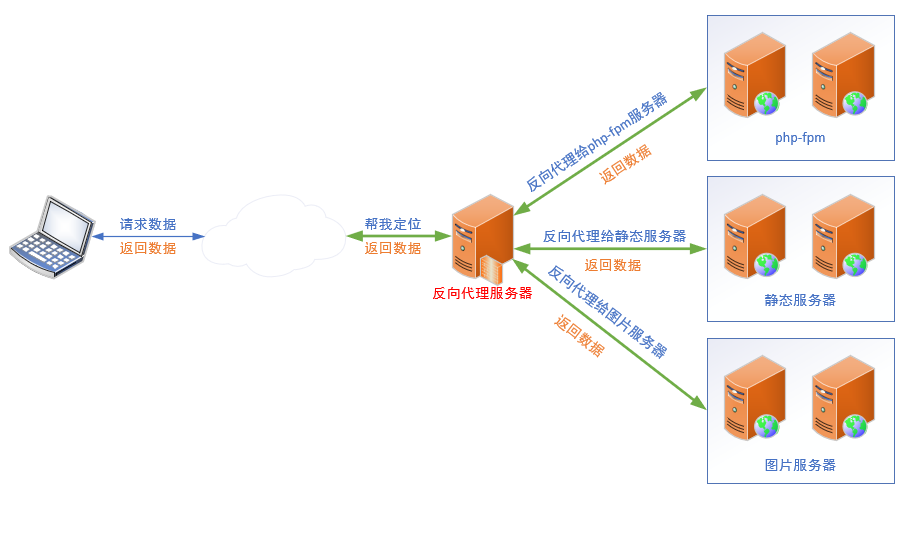 请求数据
返回数据
帮我定位
返回数据
反向代理服务器
反向代理给php-fpm服务器
返回数据
反向代理给静态服务器
返回数据
反向代理给图片服务器
返回数据
php-fpm
静态服务器
图片服务器